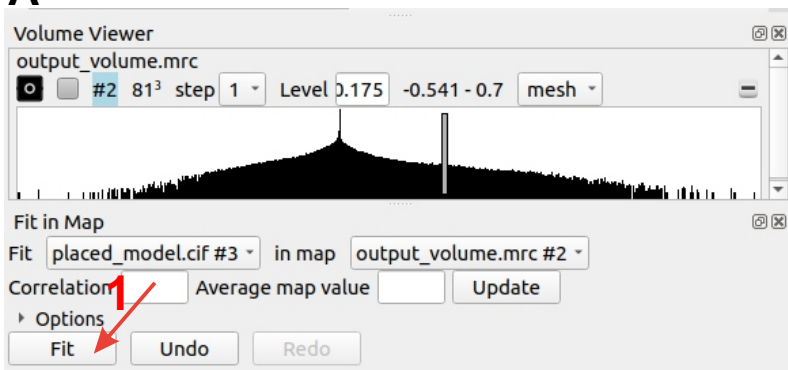 A
Volume Viewer
output_volume.mrc
#2 81³ step 1 Level 0.175 -0.541 - 0.7 mesh
Fit in Map
Fit placed_model.cif #3 in map output_volume.mrc #2
Correlation Average map value Update
1
Options
Fit Undo Redo